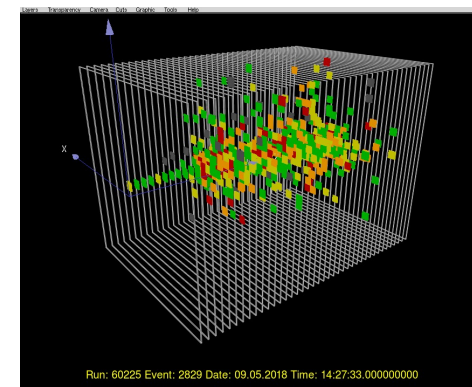 Layers Transparency Camera Cuts Graphic Tools Help
X
Run: 60225 Event: 2829 Date: 09.05.2018 Time: 14:27:33.000000000